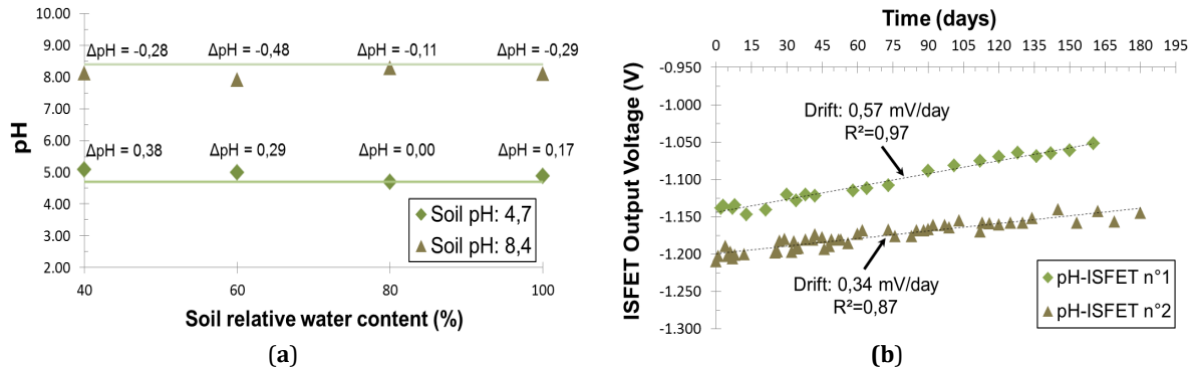 (a)
pH
10.00
9.00
8.00
7.00
6.00
5.00
4.00
3.00
2.00
ΔpH = -0,28
ΔpH = -0,48
ΔpH = -0,11
ΔpH = -0,29
ΔpH = 0,38
ΔpH = 0,29
ΔpH = 0,00
ΔpH = 0,17
Soil pH: 4,7
Soil pH: 8,4
40
60
80
100
Soil relative water content (%)
(a)
Time (days)
0 15 30 45 60 75 90 105 120 135 150 165 180 195
ISFET Output Voltage (V)
-0.950
-1.000
-1.050
-1.100
-1.150
-1.200
-1.250
-1.300
Drift: 0,57 mV/day
R²=0,97
Drift: 0,34 mV/day
R²=0,87
pH-ISFET n°1
pH-ISFET n°2
(b)